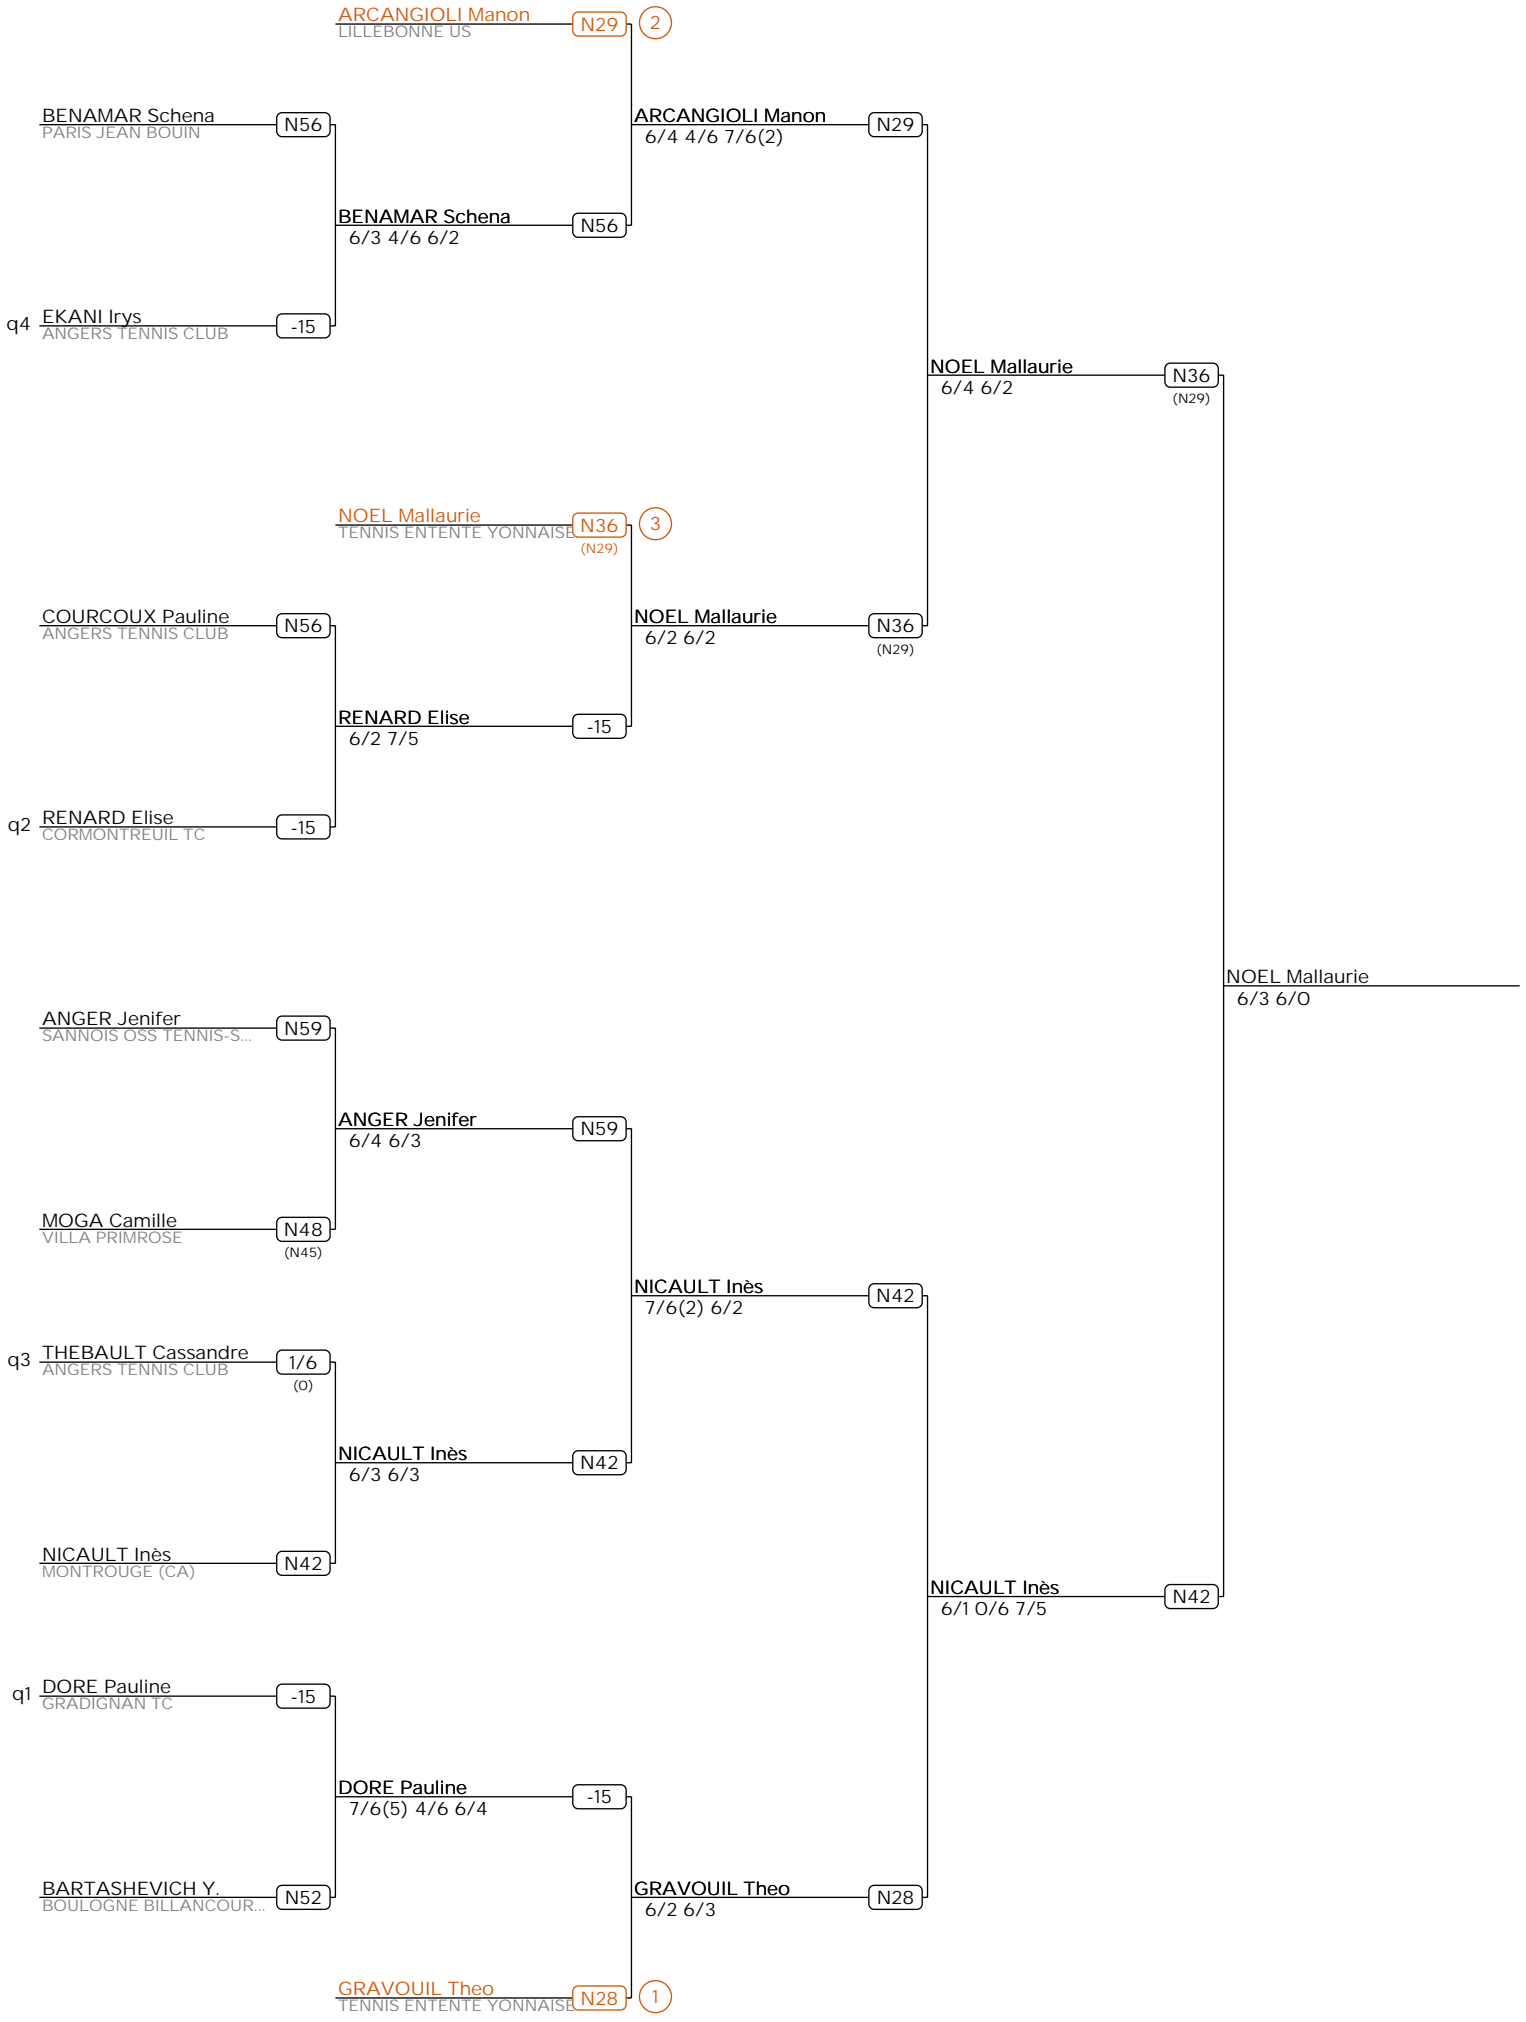 ARCANGIOLI Manon
LILLEBONNE US
N29
2
BENAMAR Schena
PARIS JEAN BOUIN
N56
ARCANGIOLI Manon
6/4 4/6 7/6(2)
N29
BENAMAR Schena
6/3 4/6 6/2
N56
q4
EKANI Irys
ANGERS TENNIS CLUB
-15
NOEL Mallaurie
6/4 6/2
N36
(N29)
NOEL Mallaurie
TENNIS ENTENTE YONNAISE
N36
(N29)
3
COURCOUX Pauline
ANGERS TENNIS CLUB
N56
NOEL Mallaurie
6/2 6/2
N36
(N29)
RENARD Elise
6/2 7/5
-15
q2
RENARD Elise
CORMONTREUIL TC
-15
NOEL Mallaurie
6/3 6/0
ANGER Jenifer
SANNOIS OSS TENNIS-S...
N59
ANGER Jenifer
6/4 6/3
N59
MOGA Camille
VILLA PRIMROSE
N48
(N45)
NICAULT Inès
7/6(2) 6/2
N42
q3
THEBAULT Cassandre
ANGERS TENNIS CLUB
1/6
(0)
NICAULT Inès
6/3 6/3
N42
NICAULT Inès
MONTROUGE (CA)
N42
NICAULT Inès
6/1 0/6 7/5
N42
q1
DORE Pauline
GRADIGNAN TC
-15
DORE Pauline
7/6(5) 4/6 6/4
-15
BARTASHEVICH Y.
BOULOGNE BILLANCOUR...
N52
GRAVOUIL Theo
6/2 6/3
N28
GRAVOUIL Theo
TENNIS ENTENTE YONNAISE
N28
1